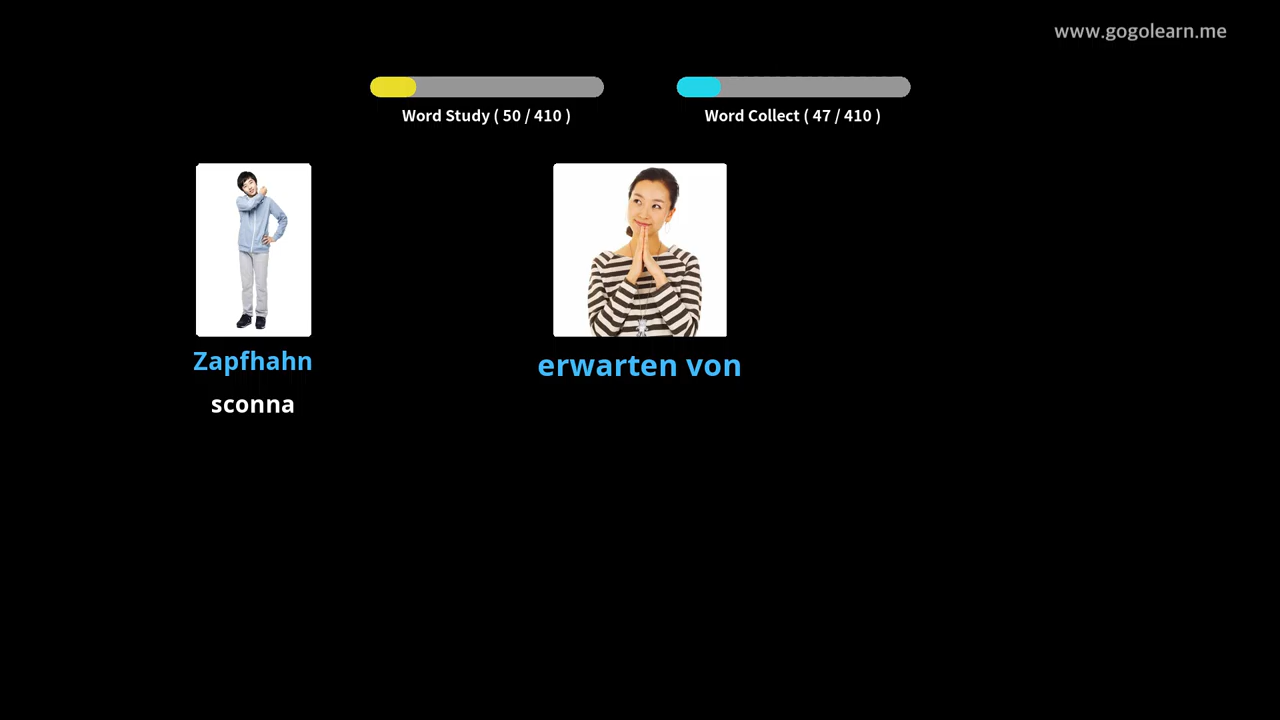 www.gogolearn.me
Word Study ( 50 / 410 )
Word Collect ( 47 / 410 )
Zapfhahn
sconna
erwarten von